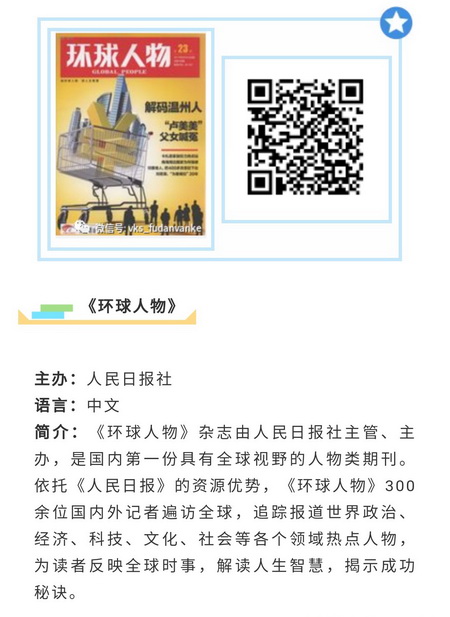 环球人物
第23期
GLOBAL PEOPLE
解码温州人
“卢美美”
父女喊冤
微信号: vks_fudanvanke
《环球人物》
主办：人民日报社
语言：中文
简介：《环球人物》杂志由人民日报社主管、主
办，是国内第一份具有全球视野的人物类期刊。
依托《人民日报》的资源优势，《环球人物》300
余位国内外记者遍访全球，追踪报道世界政治、
经济、科技、文化、社会等各个领域热点人物，
为读者反映全球时事，解读人生智慧，揭示成功
秘诀。